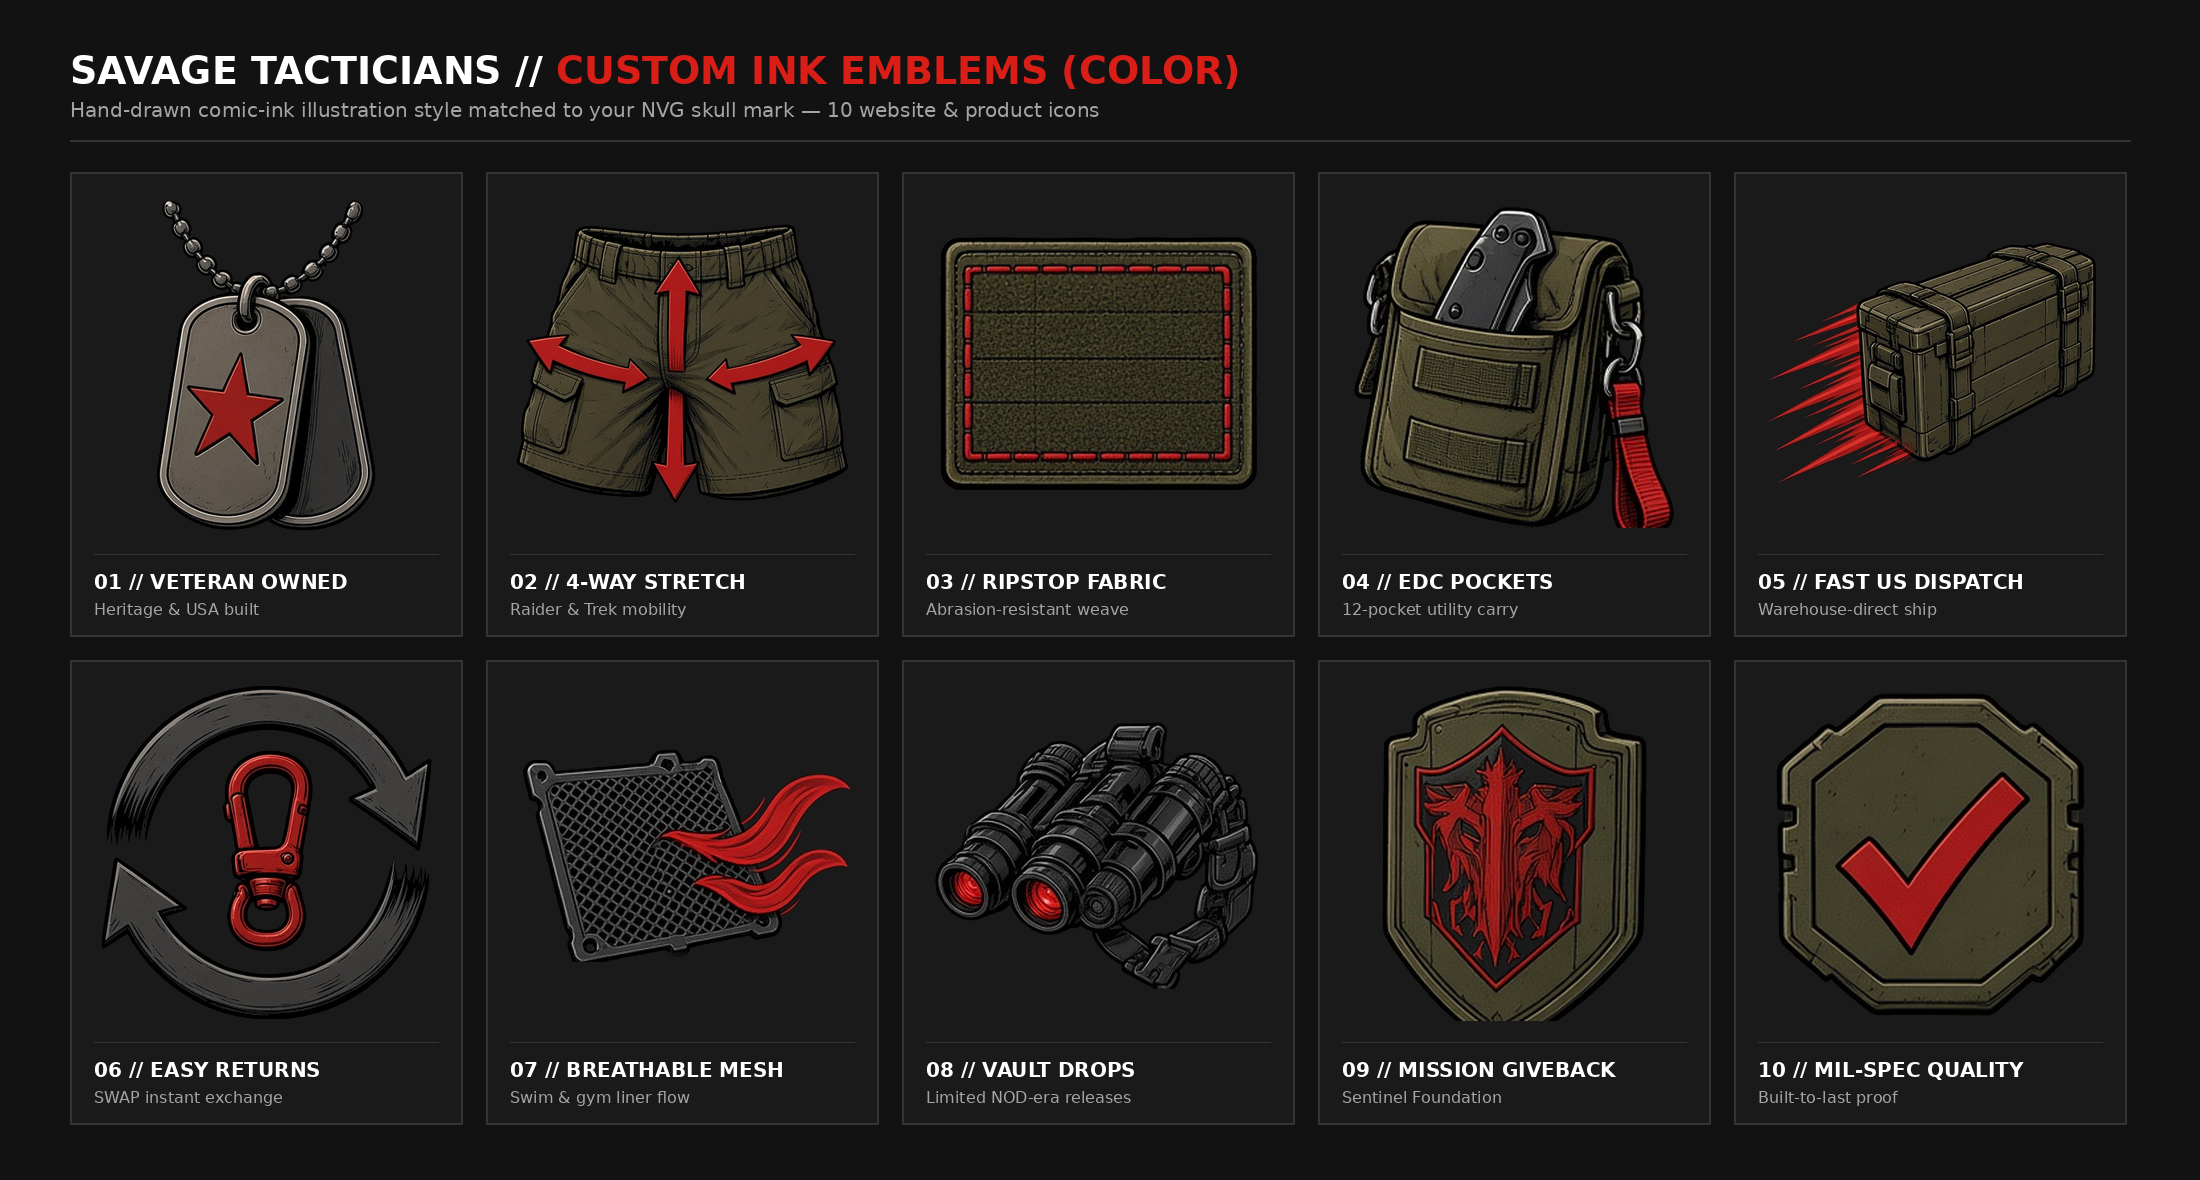 SAVAGE TACTICIANS // CUSTOM INK EMBLEMS (COLOR)
Hand-drawn comic-ink illustration style matched to your NVG skull mark — 10 website & product icons
01 // VETERAN OWNED
Heritage & USA built
02 // 4-WAY STRETCH
Raider & Trek mobility
03 // RIPSTOP FABRIC
Abrasion-resistant weave
04 // EDC POCKETS
12-pocket utility carry
05 // FAST US DISPATCH
Warehouse-direct ship
06 // EASY RETURNS
SWAP instant exchange
07 // BREATHABLE MESH
Swim & gym liner flow
08 // VAULT DROPS
Limited NOD-era releases
09 // MISSION GIVEBACK
Sentinel Foundation
10 // MIL-SPEC QUALITY
Built-to-last proof